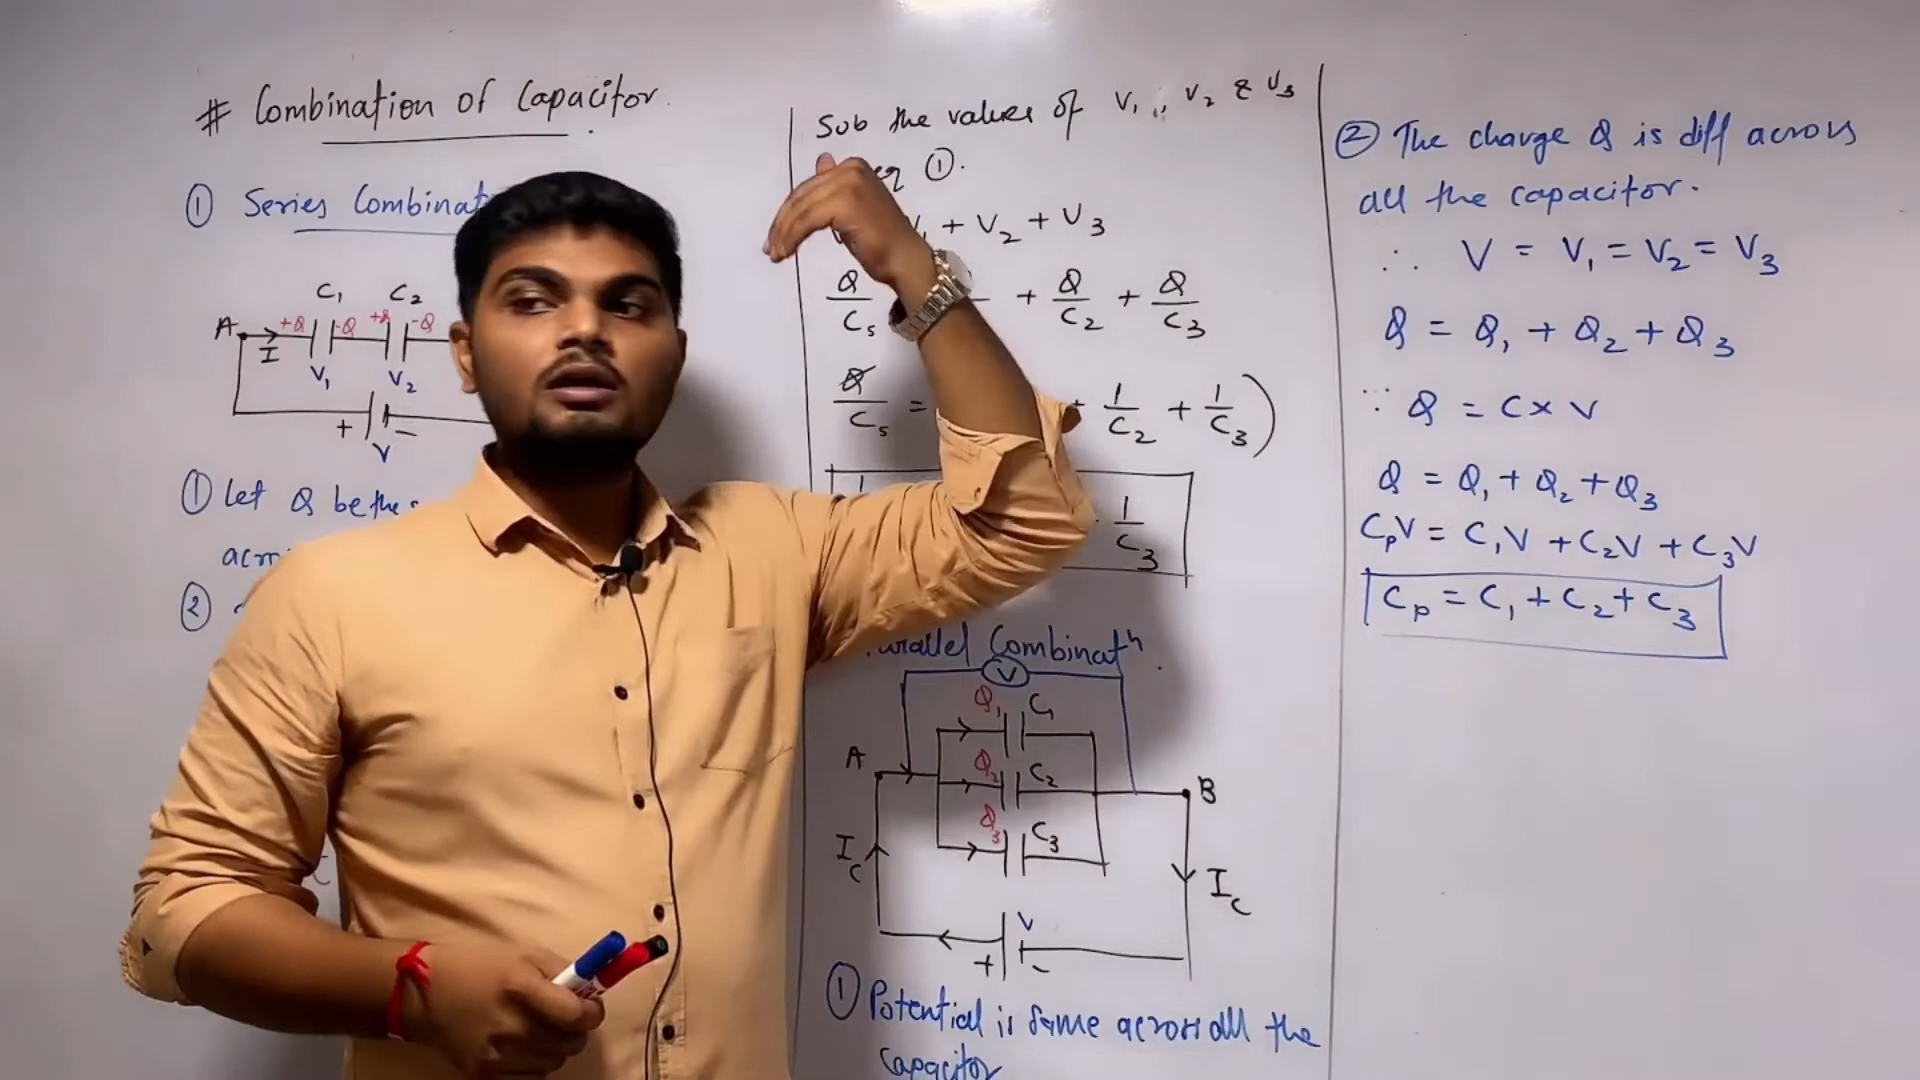 # Combination of Capacitor
① Series Combinat
C₁ C₂
A +Q -Q +Q -Q
I
V₁ V₂
+ -
V
① Let Q be the
②
Sub the values of V₁, V₂ & V₃
eq ①.
V₁ + V₂ + V₃
Q/Cₛ + Q/C₂ + Q/C₃
Q/Cₛ = + 1/C₂ + 1/C₃)
1/C₃
Parallel Combinatⁿ.
V
Q₁ C₁
A Q₂ C₂ B
Q₃ C₃
I_C I_C
V
+ -
① Potential is same across all the
capacitor
② The charge Q is diff across
all the capacitor.
∴ V = V₁ = V₂ = V₃
Q = Q₁ + Q₂ + Q₃
∵ Q = C × V
Q = Q₁ + Q₂ + Q₃
CₚV = C₁V + C₂V + C₃V
Cₚ = C₁ + C₂ + C₃